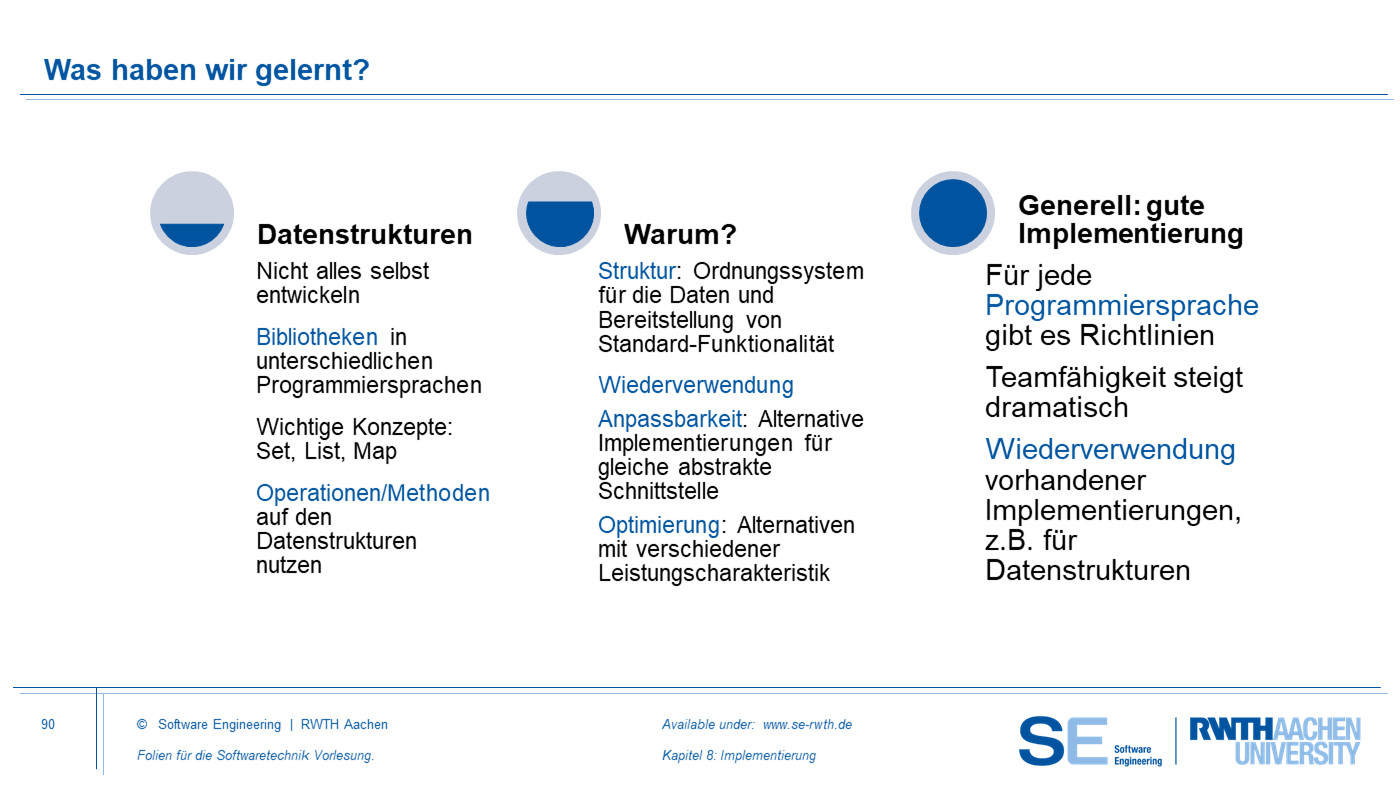 Was haben wir gelernt?
Datenstrukturen
Nicht alles selbst
entwickeln
Bibliotheken in
unterschiedlichen
Programmiersprachen
Wichtige Konzepte:
Set, List, Map
Operationen/Methoden
auf den
Datenstrukturen
nutzen
Warum?
Struktur: Ordnungssystem
für die Daten und
Bereitstellung von
Standard-Funktionalität
Wiederverwendung
Anpassbarkeit: Alternative
Implementierungen für
gleiche abstrakte
Schnittstelle
Optimierung: Alternativen
mit verschiedener
Leistungscharakteristik
Generell: gute
Implementierung
Für jede
Programmiersprache
gibt es Richtlinien
Teamfähigkeit steigt
dramatisch
Wiederverwendung
vorhandener
Implementierungen,
z.B. für
Datenstrukturen
90
© Software Engineering | RWTH Aachen
Folien für die Softwaretechnik Vorlesung.
Available under: www.se-rwth.de
Kapitel 8: Implementierung
SE Software
Engineering
RWTHAACHEN
UNIVERSITY